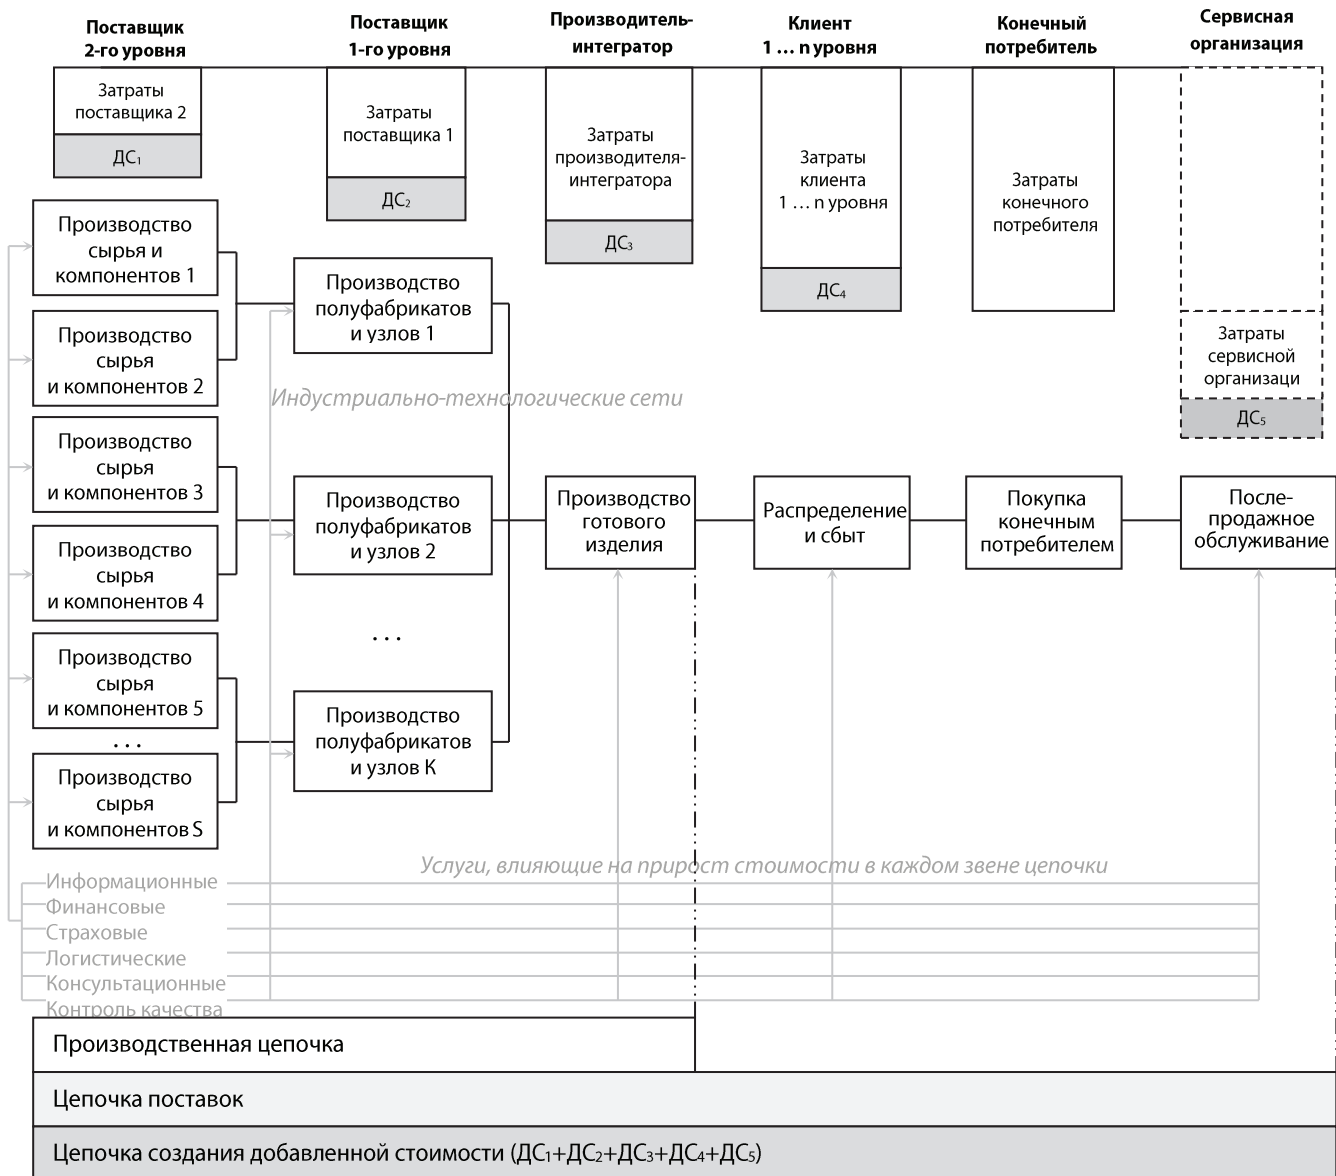 Поставщик
2-го уровня
Поставщик
1-го уровня
Производитель-
интегратор
Клиент
1 … n уровня
Конечный
потребитель
Сервисная
организация
Затраты
поставщика 2
ДС₁
Затраты
поставщика 1
ДС₂
Затраты
производителя-
интегратора
ДС₃
Затраты
клиента
1 … n уровня
ДС₄
Затраты
конечного
потребителя
Затраты
сервисной
организаци
ДС₅
Производство
сырья и
компонентов 1
Производство
сырья
и компонентов 2
Производство
сырья
и компонентов 3
Производство
сырья
и компонентов 4
Производство
сырья
и компонентов 5
. . .
Производство
сырья
и компонентов S
Производство
полуфабрикатов
и узлов 1
Индустриально-технологические сети
Производство
полуфабрикатов
и узлов 2
. . .
Производство
полуфабрикатов
и узлов К
Производство
готового
изделия
Распределение
и сбыт
Покупка
конечным
потребителем
После-
продажное
обслуживание
Услуги, влияющие на прирост стоимости в каждом звене цепочки
Информационные
Финансовые
Страховые
Логистические
Консультационные
Контроль качества
Производственная цепочка
Цепочка поставок
Цепочка создания добавленной стоимости (ДС₁+ДС₂+ДС₃+ДС₄+ДС₅)